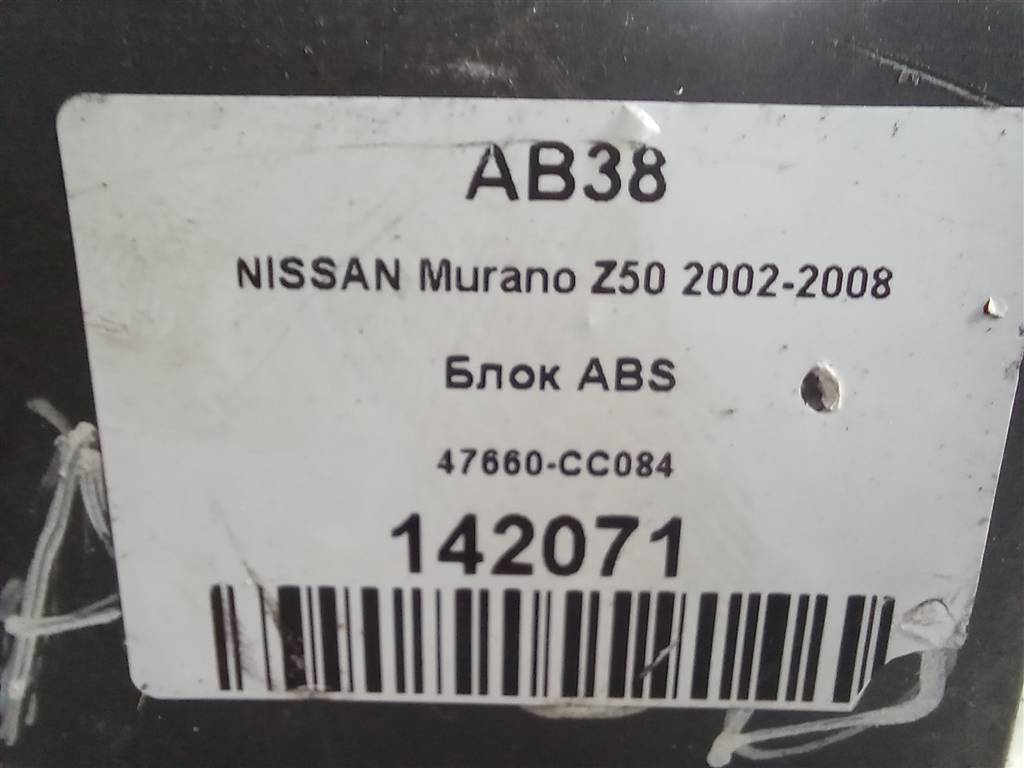 AB38
NISSAN Murano Z50 2002-2008
Блок ABS
47660-CC084
142071